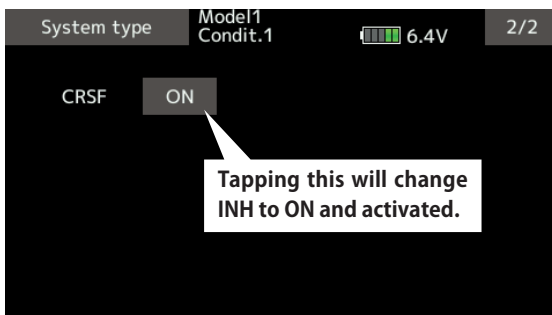 System type
Model1
Condit.1
6.4V
2/2
CRSF ON
Tapping this will change
INH to ON and activated.